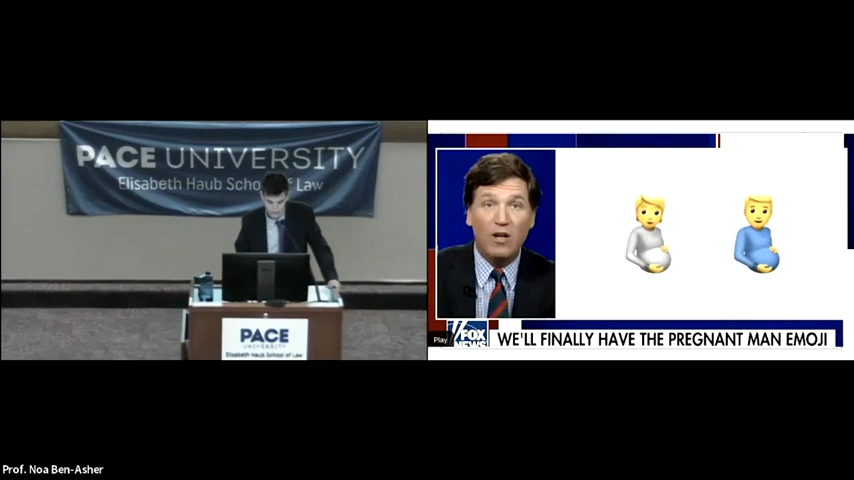 PACE UNIVERSITY
Elisabeth Haub School of Law
PACE
UNIVERSITY
Elisabeth Haub School of Law
Play
FOX
NEWS
WE'LL FINALLY HAVE THE PREGNANT MAN EMOJI
Prof. Noa Ben-Asher